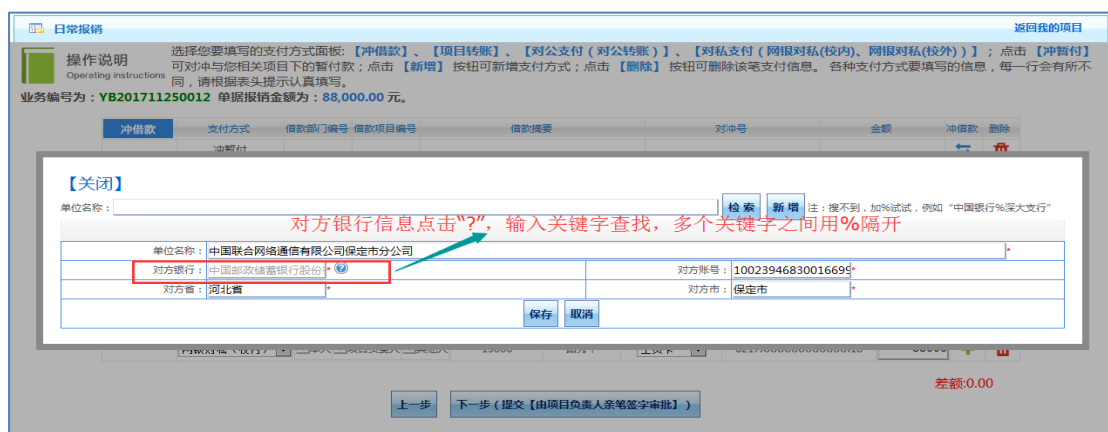 日常报销 返回我的项目
操作说明
Operating instructions
选择您要填写的支付方式面板:【冲借款】、【项目转账】、【对公支付(对公转账)】、【对私支付(网银对私(校内)、网银对私(校外))】;点击【冲暂付】
可对冲与您相关项目下的暂付款;点击【新增】按钮可新增支付方式;点击【删除】按钮可删除该笔支付信息。各种支付方式要填写的信息,每一行会有所不
同,请根据表头提示认真填写。
业务编号为:YB201711250012 单据报销金额为:88,000.00 元。
冲借款 支付方式 借款部门编号 借款项目编号 借款摘要 对冲号 金额 冲借款 删除
冲暂付
【关闭】
单位名称: 检 索 新 增 注:搜不到,加%试试,例如“中国银行%深大支行”
对方银行信息点击“?”,输入关键字查找,多个关键字之间用%隔开
单位名称: 中国联合网络通信有限公司保定市分公司 *
对方银行: 中国邮政储蓄银行股份 * 对方账号: 10023946830016699 *
对方省: 河北省 * 对方市: 保定市 *
保存 取消
差额:0.00
上一步 下一步(提交【由项目负责人亲笔签字审批】)